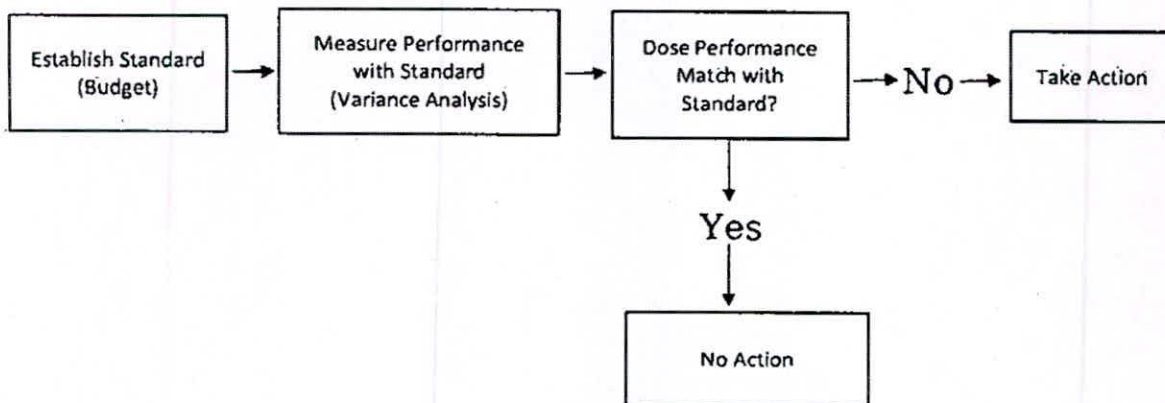 Establish Standard
(Budget)
Measure Performance
with Standard
(Variance Analysis)
Dose Performance
Match with
Standard?
No
Take Action
Yes
No Action